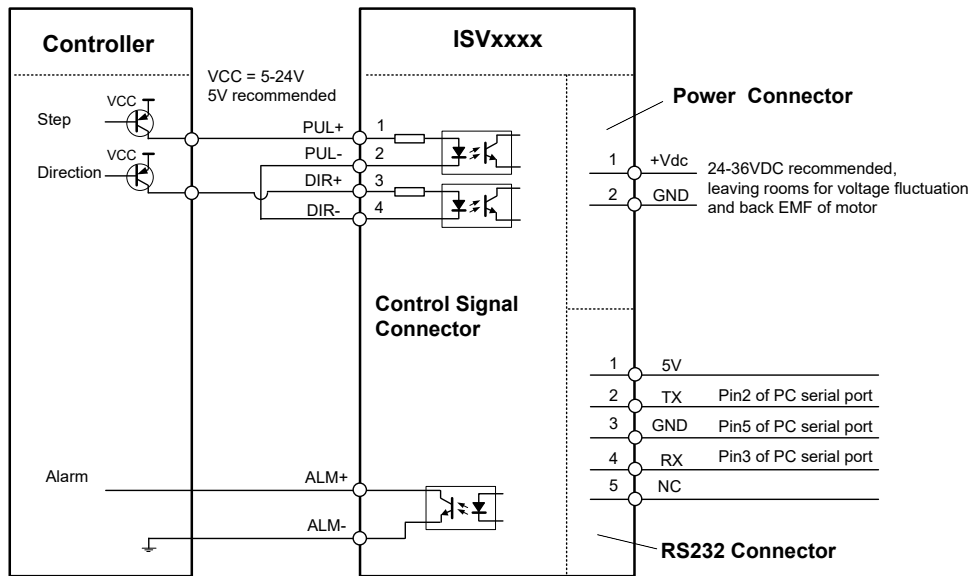 Controller
ISVxxxx
VCC = 5-24V
5V recommended
VCC
Step
VCC
Direction
PUL+
1
PUL-
2
DIR+
3
DIR-
4
Power Connector
1
+Vdc
2
GND
24-36VDC recommended,
leaving rooms for voltage fluctuation
and back EMF of motor
Control Signal
Connector
1
5V
2
TX
Pin2 of PC serial port
3
GND
Pin5 of PC serial port
4
RX
Pin3 of PC serial port
5
NC
Alarm
ALM+
ALM-
RS232 Connector